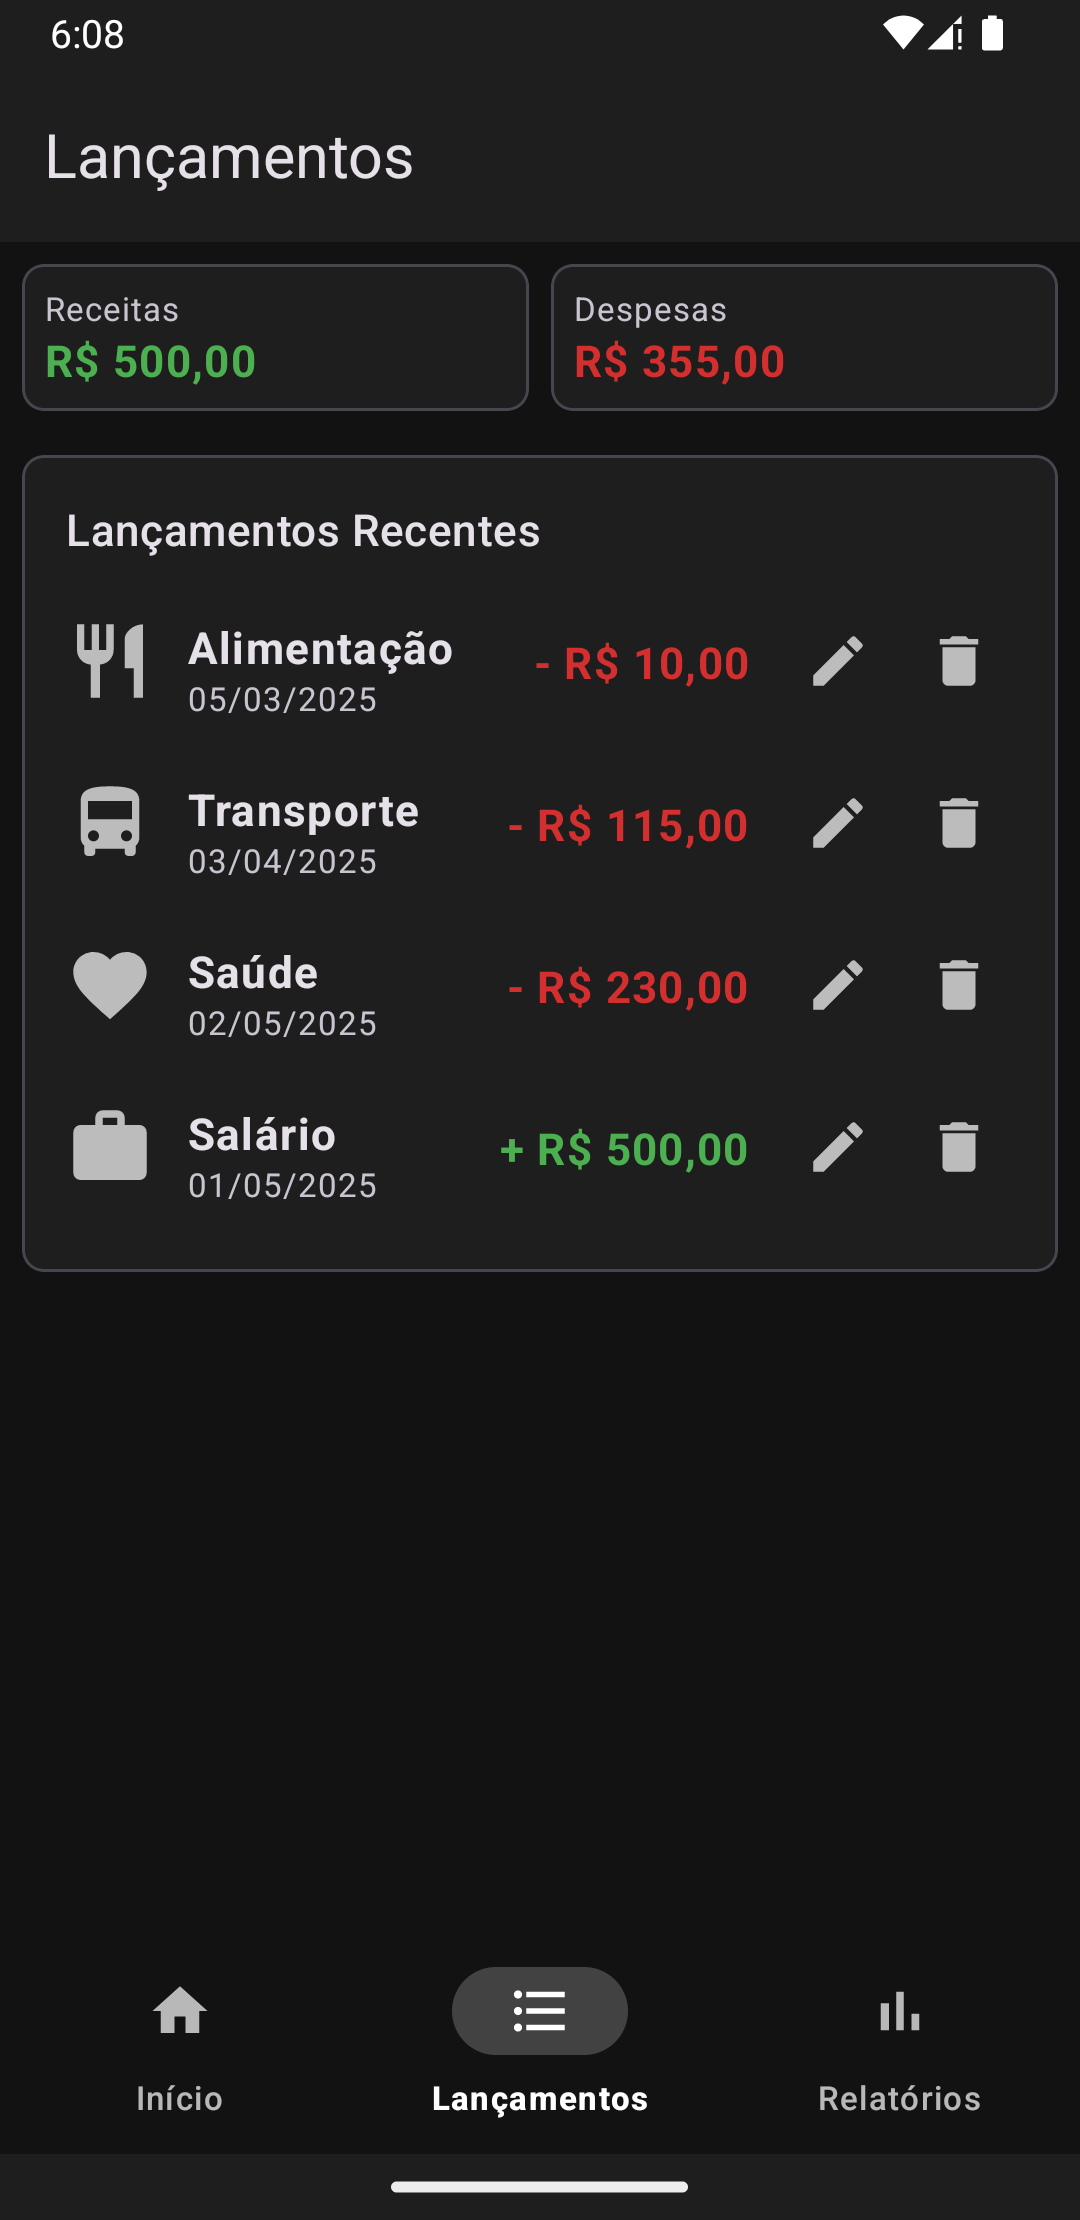 6:08
Lançamentos
Receitas
R$ 500,00
Despesas
R$ 355,00
Lançamentos Recentes
Alimentação
05/03/2025
- R$ 10,00
Transporte
03/04/2025
- R$ 115,00
Saúde
02/05/2025
- R$ 230,00
Salário
01/05/2025
+ R$ 500,00
Início
Lançamentos
Relatórios